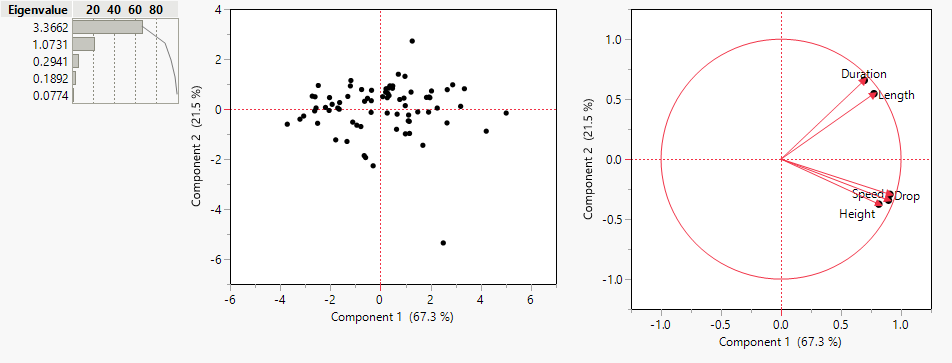 Eigenvalue 20 40 60 80
3.3662
1.0731
0.2941
0.1892
0.0774
4
2
0
-2
-4
-6
Component 2 (21.5 %)
-6 -4 -2 0 2 4 6
Component 1 (67.3 %)
1.0
0.5
0.0
-0.5
-1.0
Component 2 (21.5 %)
Duration
Length
Speed
Drop
Height
-1.0 -0.5 0.0 0.5 1.0
Component 1 (67.3 %)